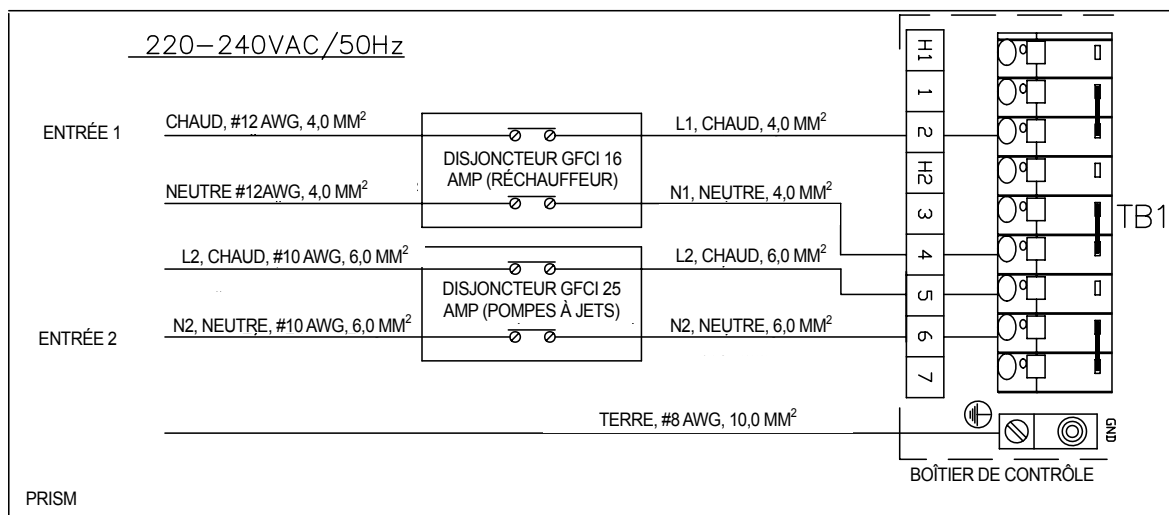 220-240VAC/50Hz
ENTRÉE 1
CHAUD, #12 AWG, 4,0 MM²
L1, CHAUD, 4,0 MM²
DISJONCTEUR GFCI 16
AMP (RÉCHAUFFEUR)
NEUTRE #12AWG, 4,0 MM²
N1, NEUTRE, 4,0 MM²
L2, CHAUD, #10 AWG, 6,0 MM²
L2, CHAUD, 6,0 MM²
DISJONCTEUR GFCI 25
AMP (POMPES À JETS)
ENTRÉE 2
N2, NEUTRE, #10 AWG, 6,0 MM²
N2, NEUTRE, 6,0 MM²
TERRE, #8 AWG, 10,0 MM²
H1
1
2
H2
3
4
5
6
7
TB1
GND
BOÎTIER DE CONTRÔLE
PRISM